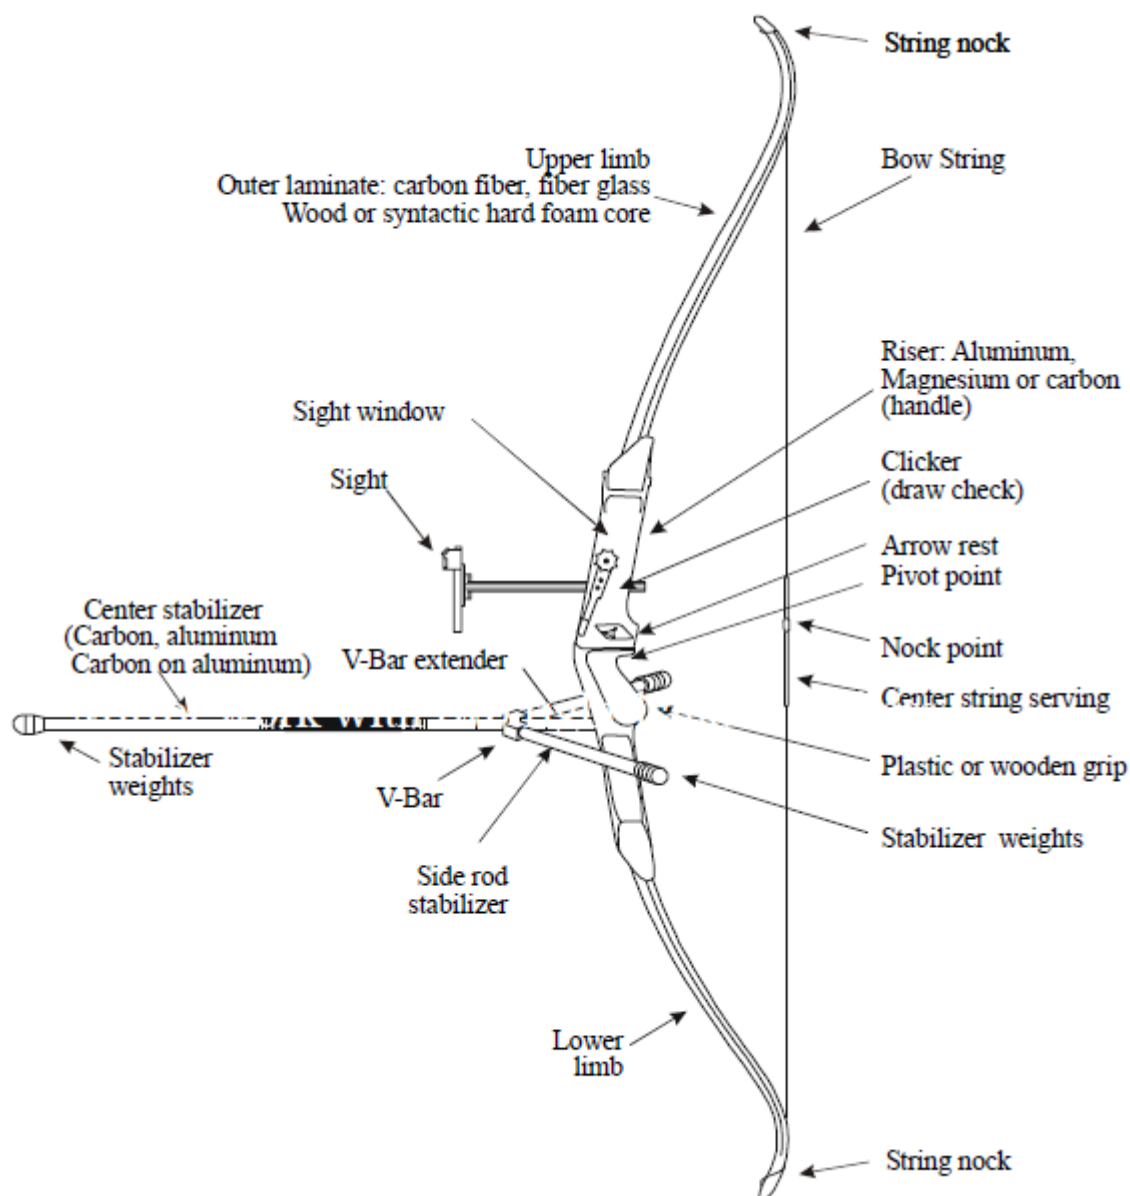 String nock
Upper limb
Outer laminate: carbon fiber, fiber glass
Wood or syntactic hard foam core
Bow String
Riser: Aluminum,
Magnesium or carbon
(handle)
Sight window
Clicker
(draw check)
Sight
Arrow rest
Pivot point
Center stabilizer
(Carbon, aluminum
Carbon on aluminum)
V-Bar extender
Nock point
Center string serving
Stabilizer
weights
V-Bar
Plastic or wooden grip
Stabilizer weights
Side rod
stabilizer
Lower
limb
String nock